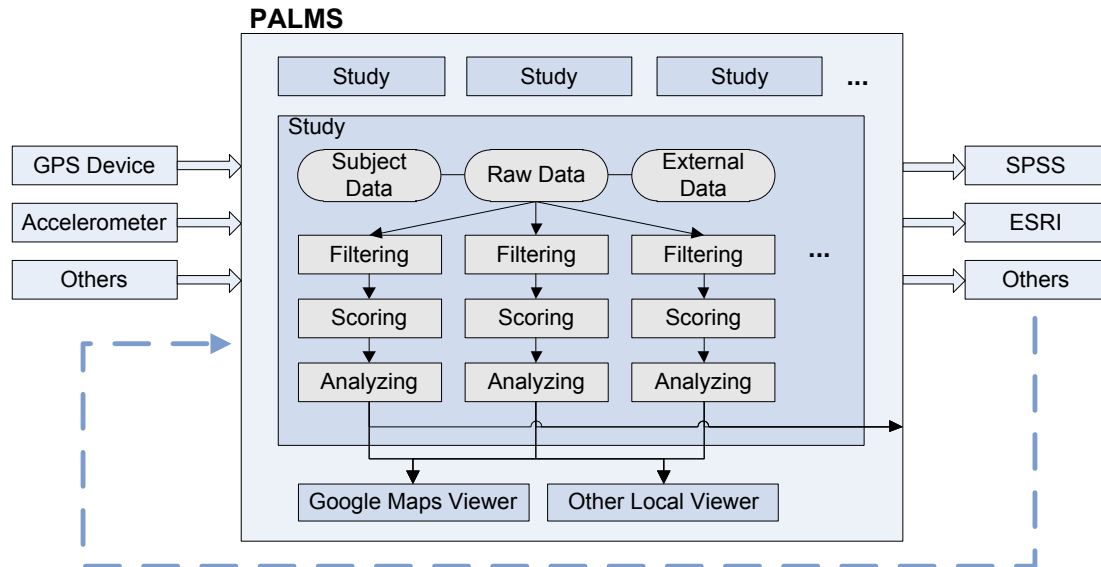 PALMS
Study
Study
Study
...
Study
GPS Device
Accelerometer
Others
Subject
Data
Raw Data
External
Data
Filtering
Filtering
Filtering
...
Scoring
Scoring
Scoring
Analyzing
Analyzing
Analyzing
Google Maps Viewer
Other Local Viewer
SPSS
ESRI
Others